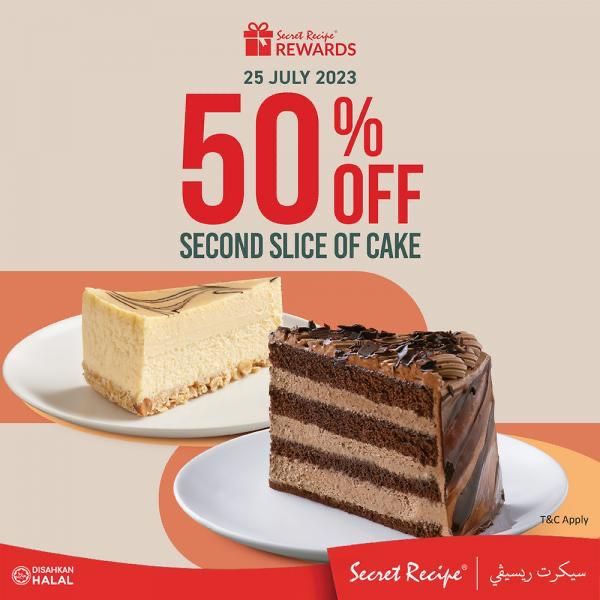 Secret Recipe®
REWARDS
25 JULY 2023
50% OFF
SECOND SLICE OF CAKE
T&C Apply
DISAHKAN
HALAL
Secret Recipe® | سيكرت ريسيڤي